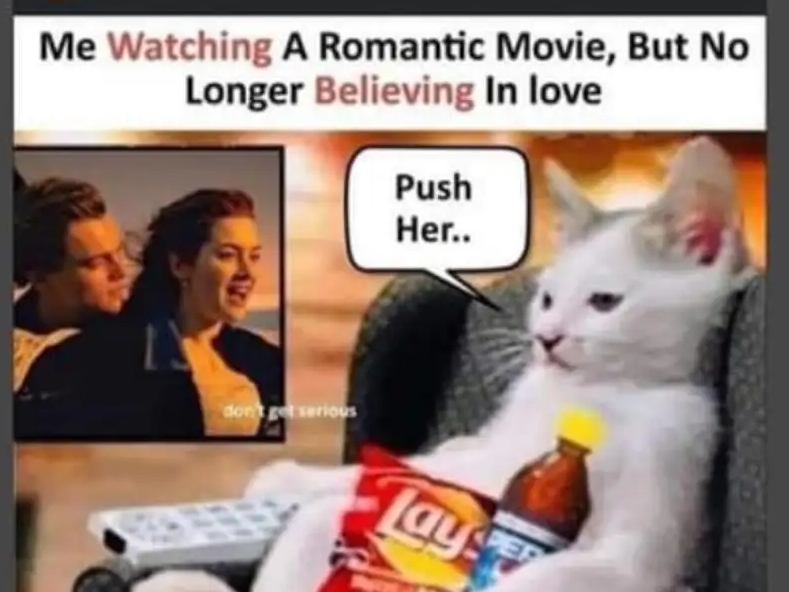 Me Watching A Romantic Movie, But No
Longer Believing In love
Push
Her..
don't get serious
Lay's